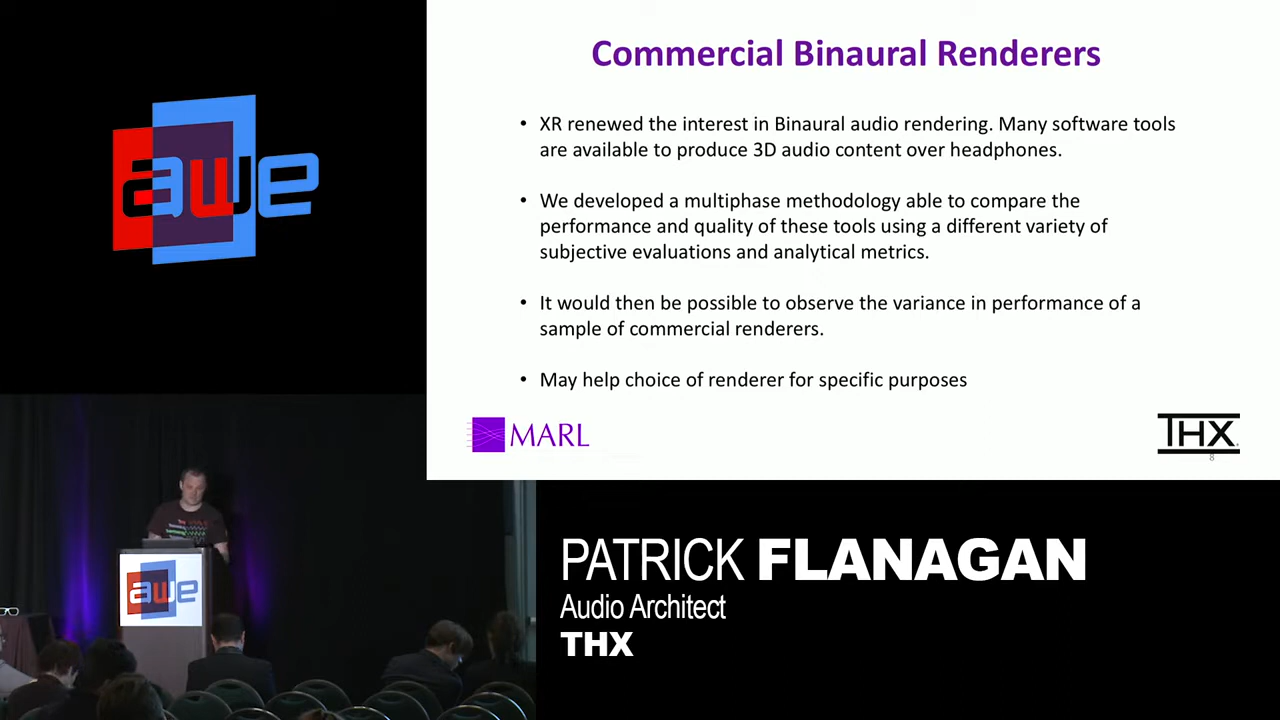 awe
Commercial Binaural Renderers
• XR renewed the interest in Binaural audio rendering. Many software tools
are available to produce 3D audio content over headphones.
• We developed a multiphase methodology able to compare the
performance and quality of these tools using a different variety of
subjective evaluations and analytical metrics.
• It would then be possible to observe the variance in performance of a
sample of commercial renderers.
• May help choice of renderer for specific purposes
MARL
THX
8
awe
PATRICK FLANAGAN
Audio Architect
THX